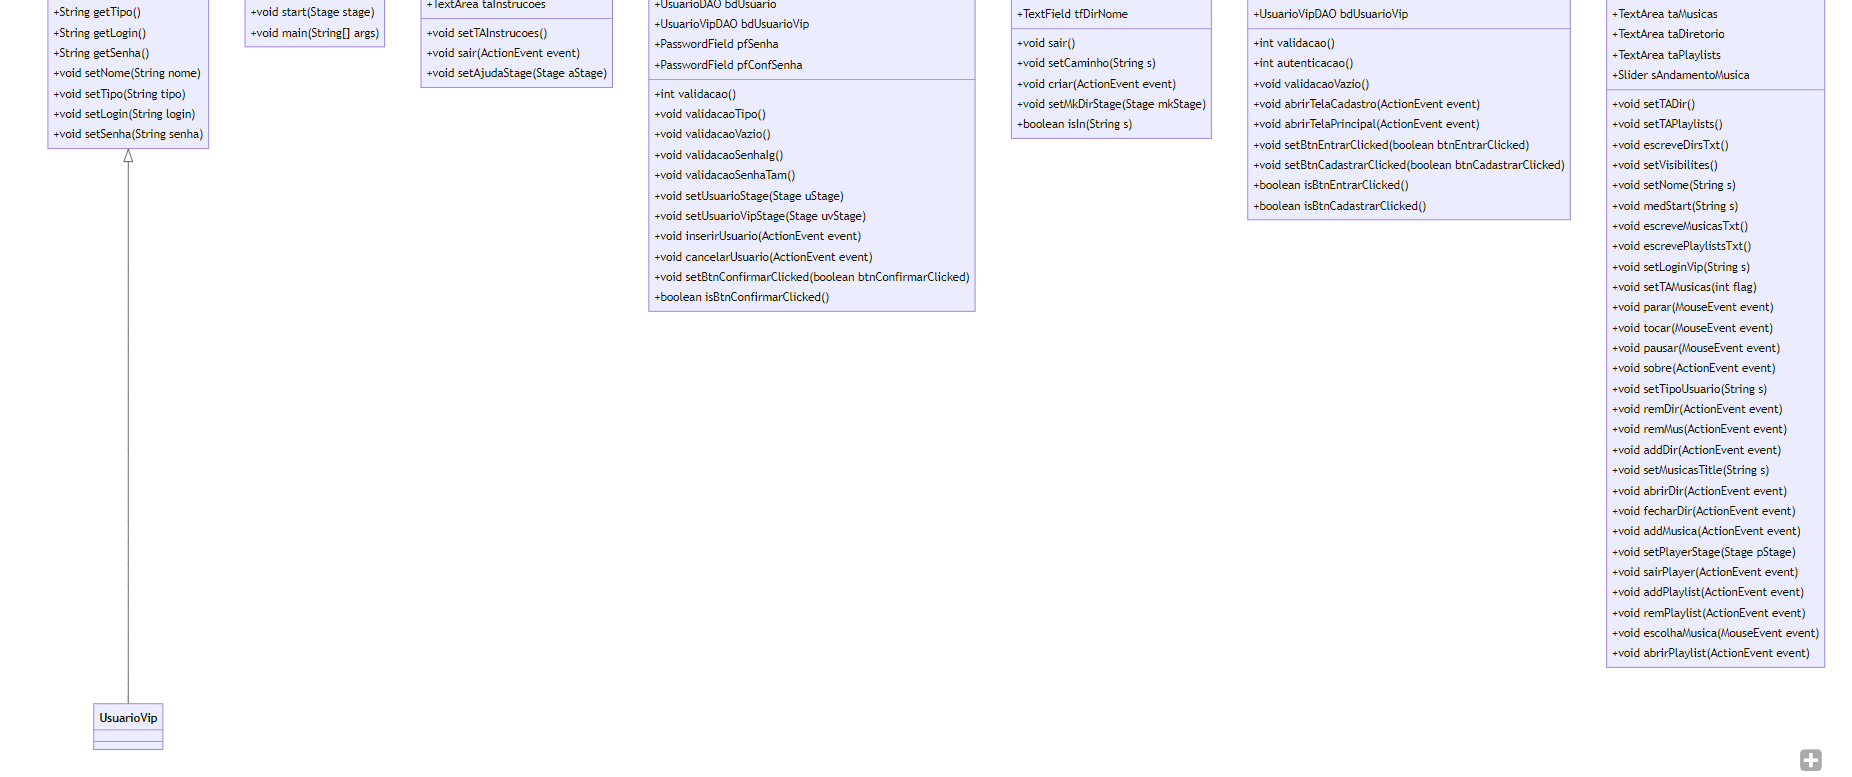 +String getTipo()
+String getLogin()
+String getSenha()
+void setNome(String nome)
+void setTipo(String tipo)
+void setLogin(String login)
+void setSenha(String senha)
UsuarioVip
+void start(Stage stage)
+void main(String[] args)
+TextArea taInstrucoes
+void setTAInstrucoes()
+void sair(ActionEvent event)
+void setAjudaStage(Stage aStage)
+UsuarioDAO bdUsuario
+UsuarioVipDAO bdUsuarioVip
+PasswordField pfSenha
+PasswordField pfConfSenha
+int validacao()
+void validacaoTipo()
+void validacaoVazio()
+void validacaoSenhaIg()
+void validacaoSenhaTam()
+void setUsuarioStage(Stage uStage)
+void setUsuarioVipStage(Stage uvStage)
+void inserirUsuario(ActionEvent event)
+void cancelarUsuario(ActionEvent event)
+void setBtnConfirmarClicked(boolean btnConfirmarClicked)
+boolean isBtnConfirmarClicked()
+TextField tfDirNome
+void sair()
+void setCaminho(String s)
+void criar(ActionEvent event)
+void setMkDirStage(Stage mkStage)
+boolean isIn(String s)
+UsuarioVipDAO bdUsuarioVip
+int validacao()
+int autenticacao()
+void validacaoVazio()
+void abrirTelaCadastro(ActionEvent event)
+void abrirTelaPrincipal(ActionEvent event)
+void setBtnEntrarClicked(boolean btnEntrarClicked)
+void setBtnCadastrarClicked(boolean btnCadastrarClicked)
+boolean isBtnEntrarClicked()
+boolean isBtnCadastrarClicked()
+TextArea taMusicas
+TextArea taDiretorio
+TextArea taPlaylists
+Slider sAndamentoMusica
+void setTADir()
+void setTAPlaylists()
+void escreveDirsTxt()
+void setVisibilites()
+void setNome(String s)
+void medStart(String s)
+void escreveMusicasTxt()
+void escrevePlaylistsTxt()
+void setLoginVip(String s)
+void setTAMusicas(int flag)
+void parar(MouseEvent event)
+void tocar(MouseEvent event)
+void pausar(MouseEvent event)
+void sobre(ActionEvent event)
+void setTipoUsuario(String s)
+void remDir(ActionEvent event)
+void remMus(ActionEvent event)
+void addDir(ActionEvent event)
+void setMusicasTitle(String s)
+void abrirDir(ActionEvent event)
+void fecharDir(ActionEvent event)
+void addMusica(ActionEvent event)
+void setPlayerStage(Stage pStage)
+void sairPlayer(ActionEvent event)
+void addPlaylist(ActionEvent event)
+void remPlaylist(ActionEvent event)
+void escolhaMusica(MouseEvent event)
+void abrirPlaylist(ActionEvent event)